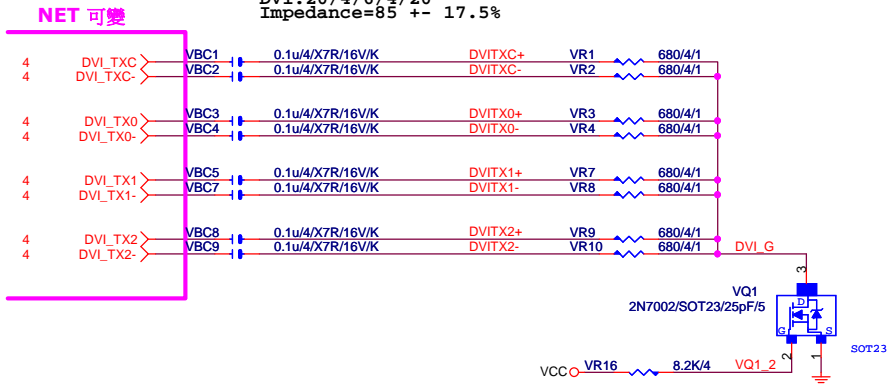 NET 可變
Impedance=85 +- 17.5%
4 DVI_TXC VBC1 0.1u/4/X7R/16V/K DVITXC+ VR1 680/4/1
4 DVI_TXC- VBC2 0.1u/4/X7R/16V/K DVITXC- VR2 680/4/1
4 DVI_TX0 VBC3 0.1u/4/X7R/16V/K DVITX0+ VR3 680/4/1
4 DVI_TX0- VBC4 0.1u/4/X7R/16V/K DVITX0- VR4 680/4/1
4 DVI_TX1 VBC5 0.1u/4/X7R/16V/K DVITX1+ VR7 680/4/1
4 DVI_TX1- VBC7 0.1u/4/X7R/16V/K DVITX1- VR8 680/4/1
4 DVI_TX2 VBC8 0.1u/4/X7R/16V/K DVITX2+ VR9 680/4/1
4 DVI_TX2- VBC9 0.1u/4/X7R/16V/K DVITX2- VR10 680/4/1 DVI_G
3
VQ1
2N7002/SOT23/25pF/5
D
G S
SOT23
2 1
VCC VR16 8.2K/4 VQ1_2